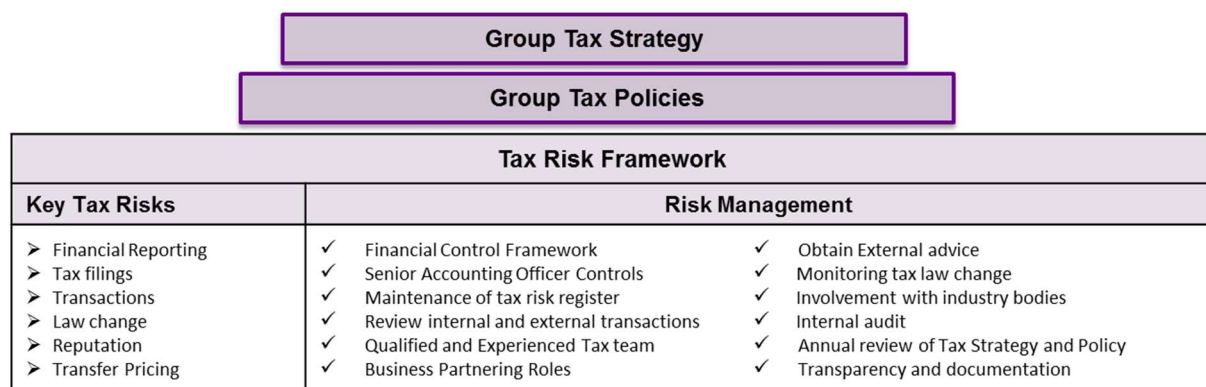 Group Tax Strategy
Group Tax Policies
Tax Risk Framework
Key Tax Risks
Risk Management
Financial Reporting
Tax filings
Transactions
Law change
Reputation
Transfer Pricing
Financial Control Framework
Senior Accounting Officer Controls
Maintenance of tax risk register
Review internal and external transactions
Qualified and Experienced Tax team
Business Partnering Roles
Obtain External advice
Monitoring tax law change
Involvement with industry bodies
Internal audit
Annual review of Tax Strategy and Policy
Transparency and documentation